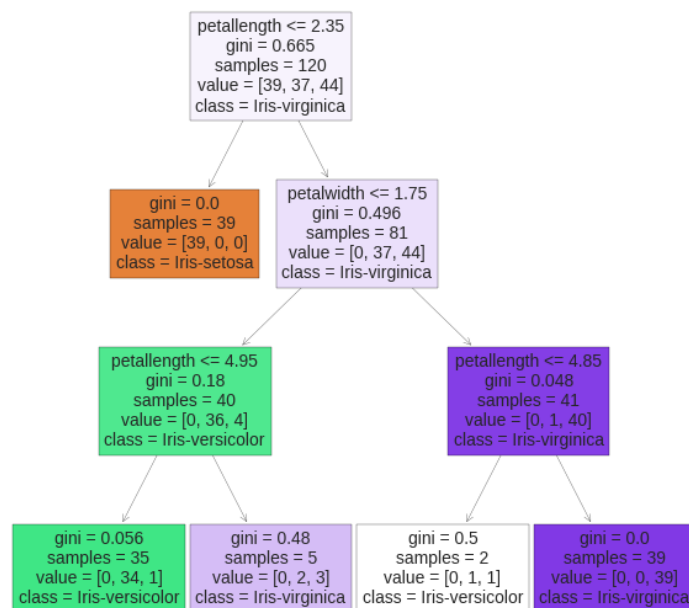 petallength <= 2.35
gini = 0.665
samples = 120
value = [39, 37, 44]
class = Iris-virginica
gini = 0.0
samples = 39
value = [39, 0, 0]
class = Iris-setosa
petalwidth <= 1.75
gini = 0.496
samples = 81
value = [0, 37, 44]
class = Iris-virginica
petallength <= 4.95
gini = 0.18
samples = 40
value = [0, 36, 4]
class = Iris-versicolor
petallength <= 4.85
gini = 0.048
samples = 41
value = [0, 1, 40]
class = Iris-virginica
gini = 0.056
samples = 35
value = [0, 34, 1]
class = Iris-versicolor
gini = 0.48
samples = 5
value = [0, 2, 3]
class = Iris-virginica
gini = 0.5
samples = 2
value = [0, 1, 1]
class = Iris-versicolor
gini = 0.0
samples = 39
value = [0, 0, 39]
class = Iris-virginica